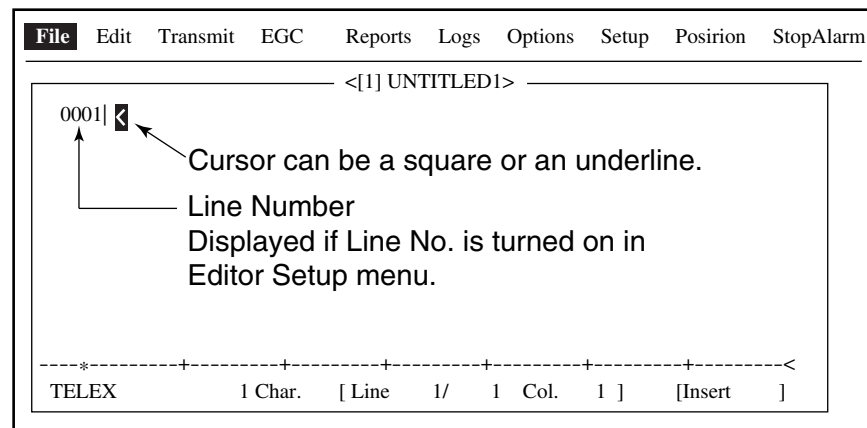 File Edit Transmit EGC Reports Logs Options Setup Posirion StopAlarm
<[1] UNTITLED1>
0001| <
Cursor can be a square or an underline.
Line Number
Displayed if Line No. is turned on in
Editor Setup menu.
----*---------+---------+---------+---------+---------+---------+---------<
TELEX 1 Char. [ Line 1/ 1 Col. 1 ] [Insert ]